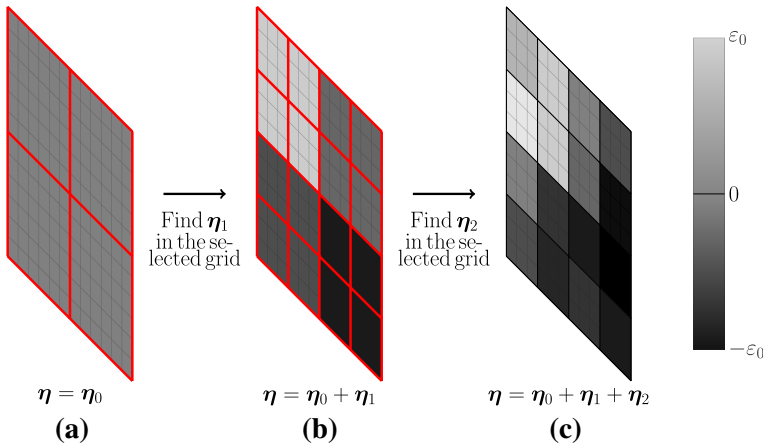 ε₀
0
−ε₀
Find η₁
in the se-
lected grid
Find η₂
in the se-
lected grid
η = η₀
η = η₀ + η₁
η = η₀ + η₁ + η₂
(a)
(b)
(c)